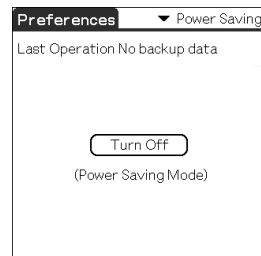 Preferences ▼ Power Saving
Last Operation No backup data
Turn Off
(Power Saving Mode)